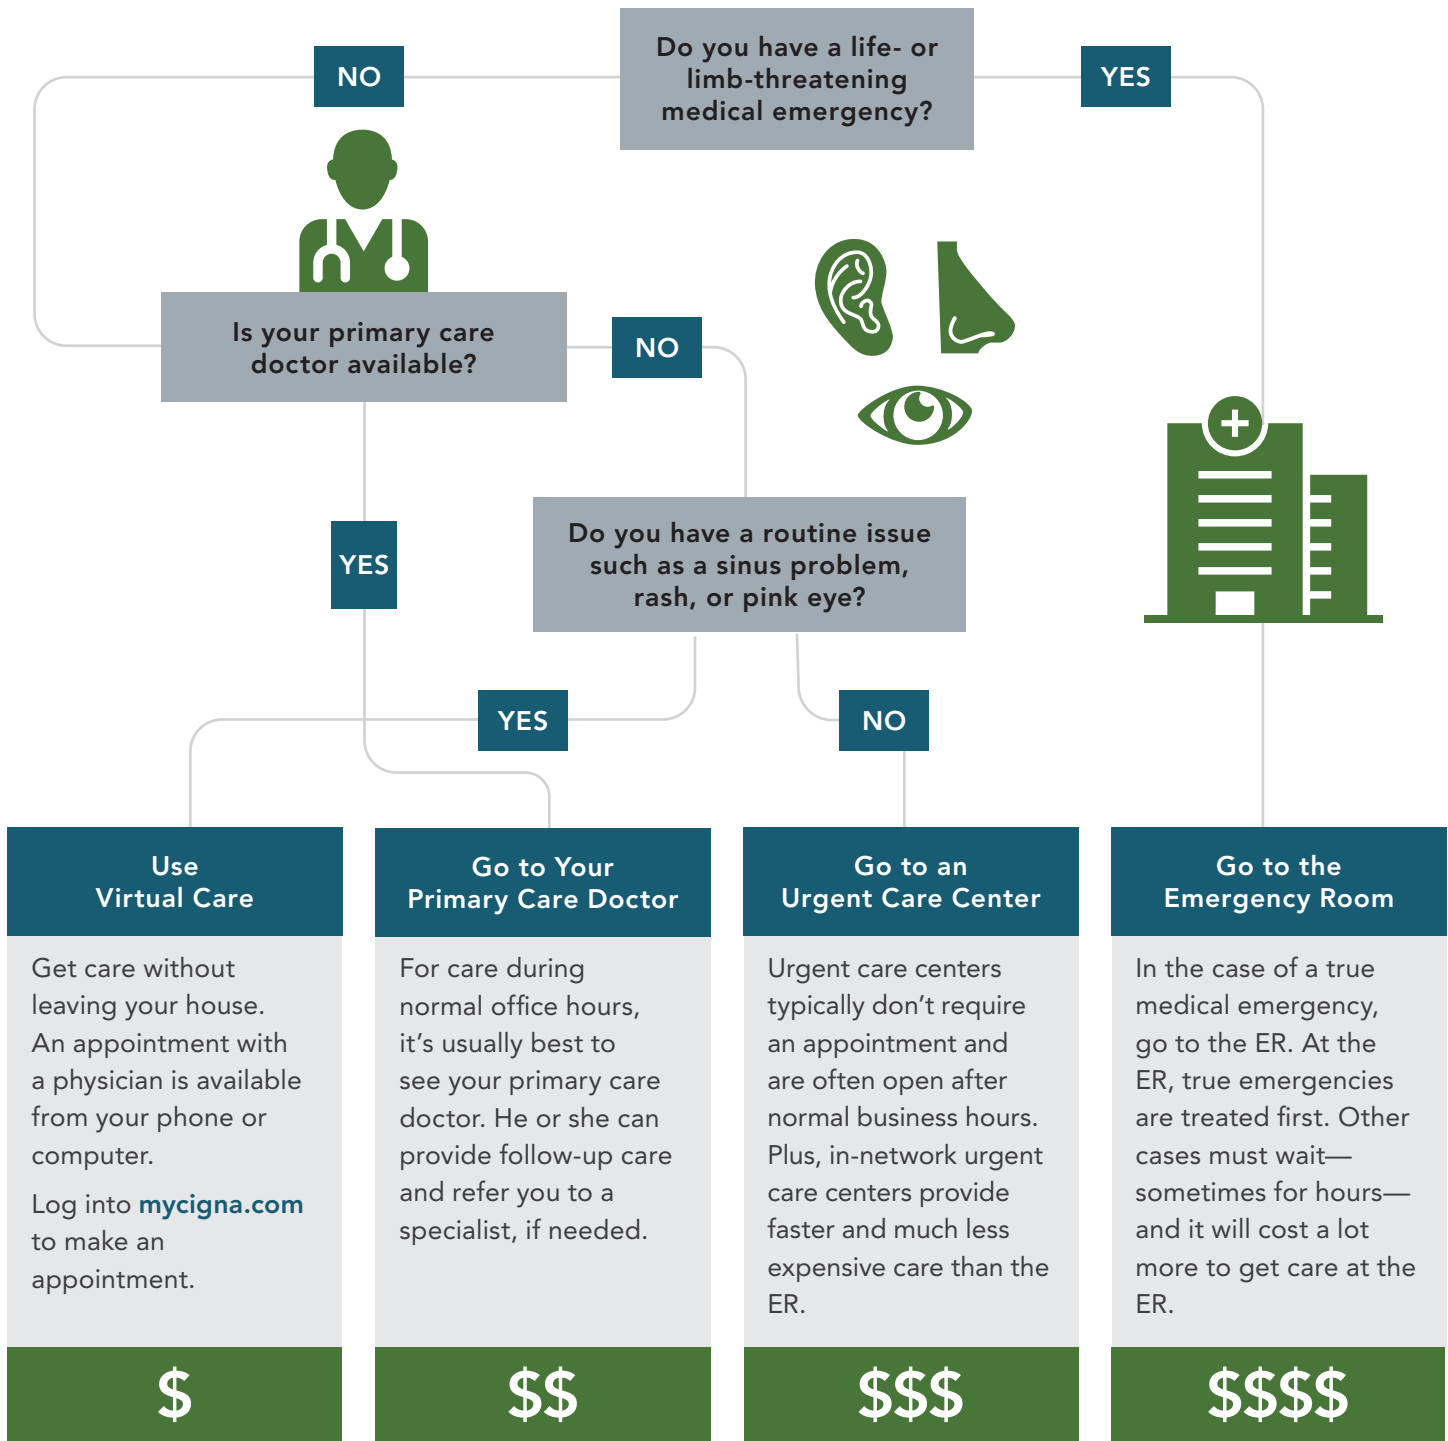 Do you have a life- or
limb-threatening
medical emergency?
NO
YES
Is your primary care
doctor available?
NO
YES
Do you have a routine issue
such as a sinus problem,
rash, or pink eye?
YES
NO
Use
Virtual Care
Get care without
leaving your house.
An appointment with
a physician is available
from your phone or
computer.
Log into mycigna.com
to make an
appointment.
$
Go to Your
Primary Care Doctor
For care during
normal office hours,
it’s usually best to
see your primary care
doctor. He or she can
provide follow-up care
and refer you to a
specialist, if needed.
$$
Go to an
Urgent Care Center
Urgent care centers
typically don’t require
an appointment and
are often open after
normal business hours.
Plus, in-network urgent
care centers provide
faster and much less
expensive care than the
ER.
$$$
Go to the
Emergency Room
In the case of a true
medical emergency,
go to the ER. At the
ER, true emergencies
are treated first. Other
cases must wait—
sometimes for hours—
and it will cost a lot
more to get care at the
ER.
$$$$